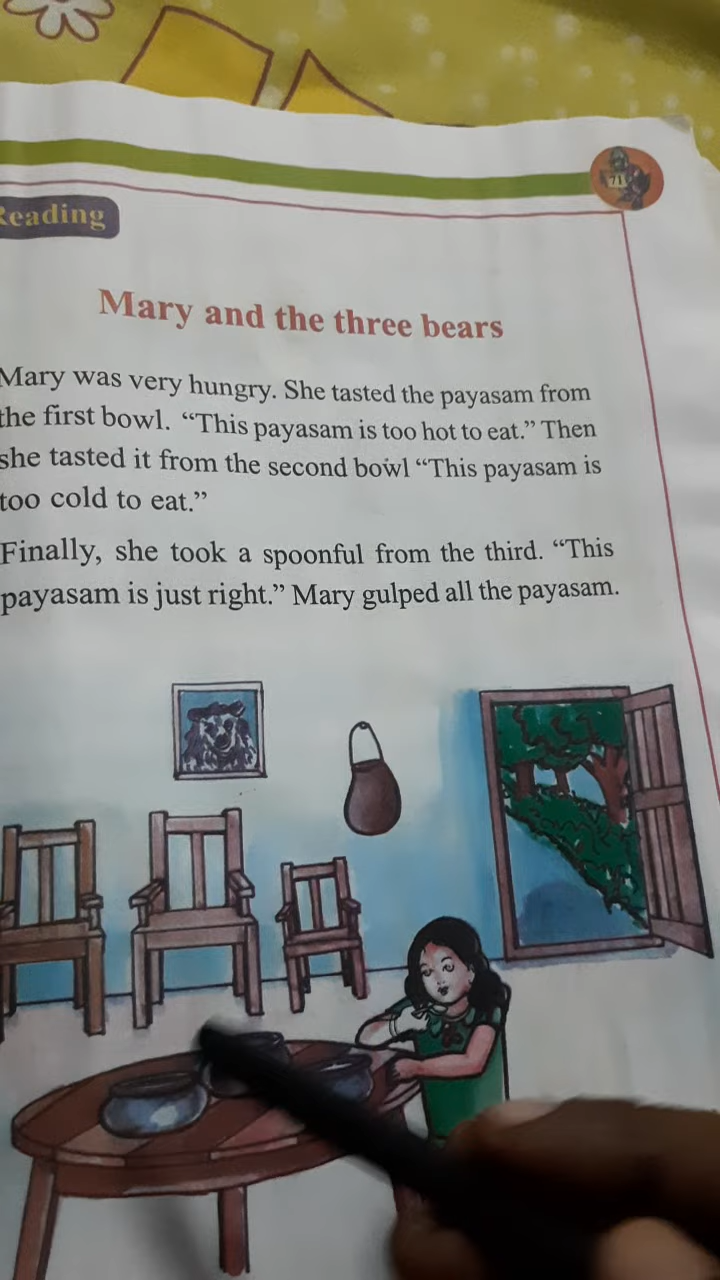 71
Reading
Mary and the three bears
Mary was very hungry. She tasted the payasam from
the first bowl. “This payasam is too hot to eat.” Then
she tasted it from the second bowl “This payasam is
too cold to eat.”
Finally, she took a spoonful from the third. “This
payasam is just right.” Mary gulped all the payasam.